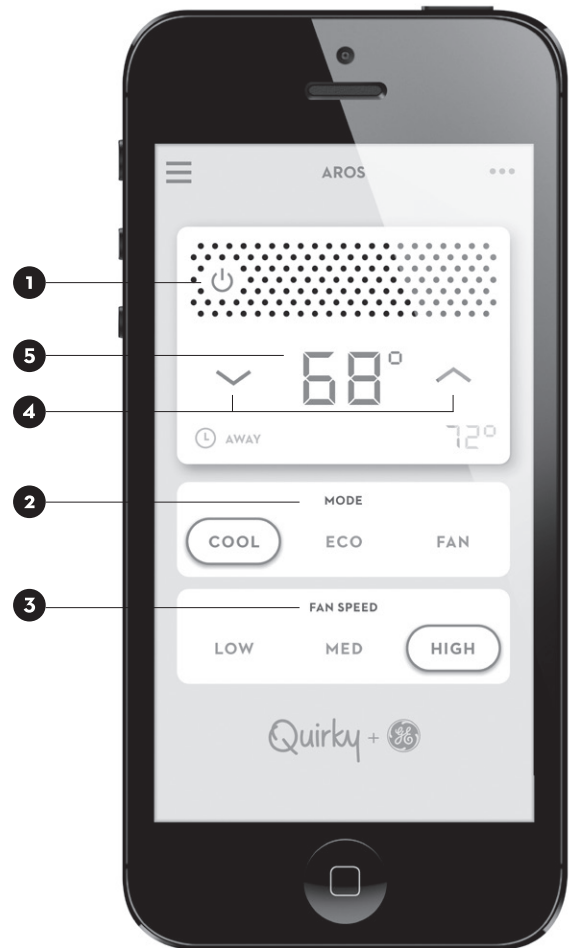 AROS
1
5
68°
4
AWAY
72°
2
MODE
COOL ECO FAN
3
FAN SPEED
LOW MED HIGH
Quirky + GE